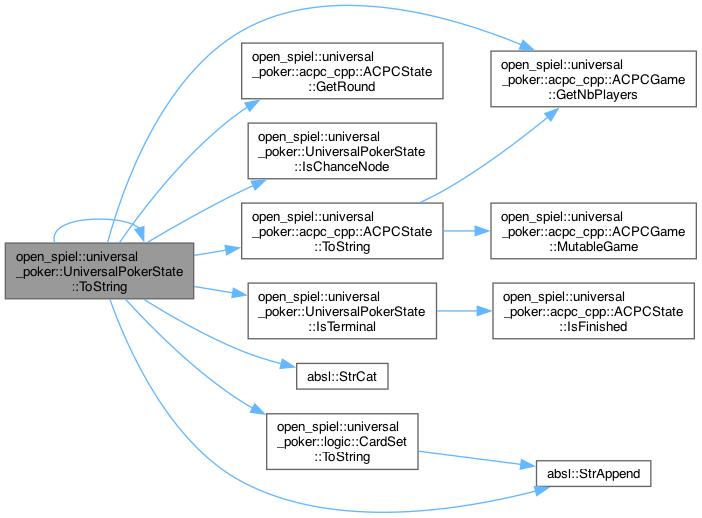 open_spiel::universal
_poker::UniversalPokerState
::ToString
open_spiel::universal
_poker::acpc_cpp::ACPCState
::GetRound
open_spiel::universal
_poker::UniversalPokerState
::IsChanceNode
open_spiel::universal
_poker::acpc_cpp::ACPCState
::ToString
open_spiel::universal
_poker::UniversalPokerState
::IsTerminal
absl::StrCat
open_spiel::universal
_poker::logic::CardSet
::ToString
open_spiel::universal
_poker::acpc_cpp::ACPCGame
::GetNbPlayers
open_spiel::universal
_poker::acpc_cpp::ACPCGame
::MutableGame
open_spiel::universal
_poker::acpc_cpp::ACPCState
::IsFinished
absl::StrAppend